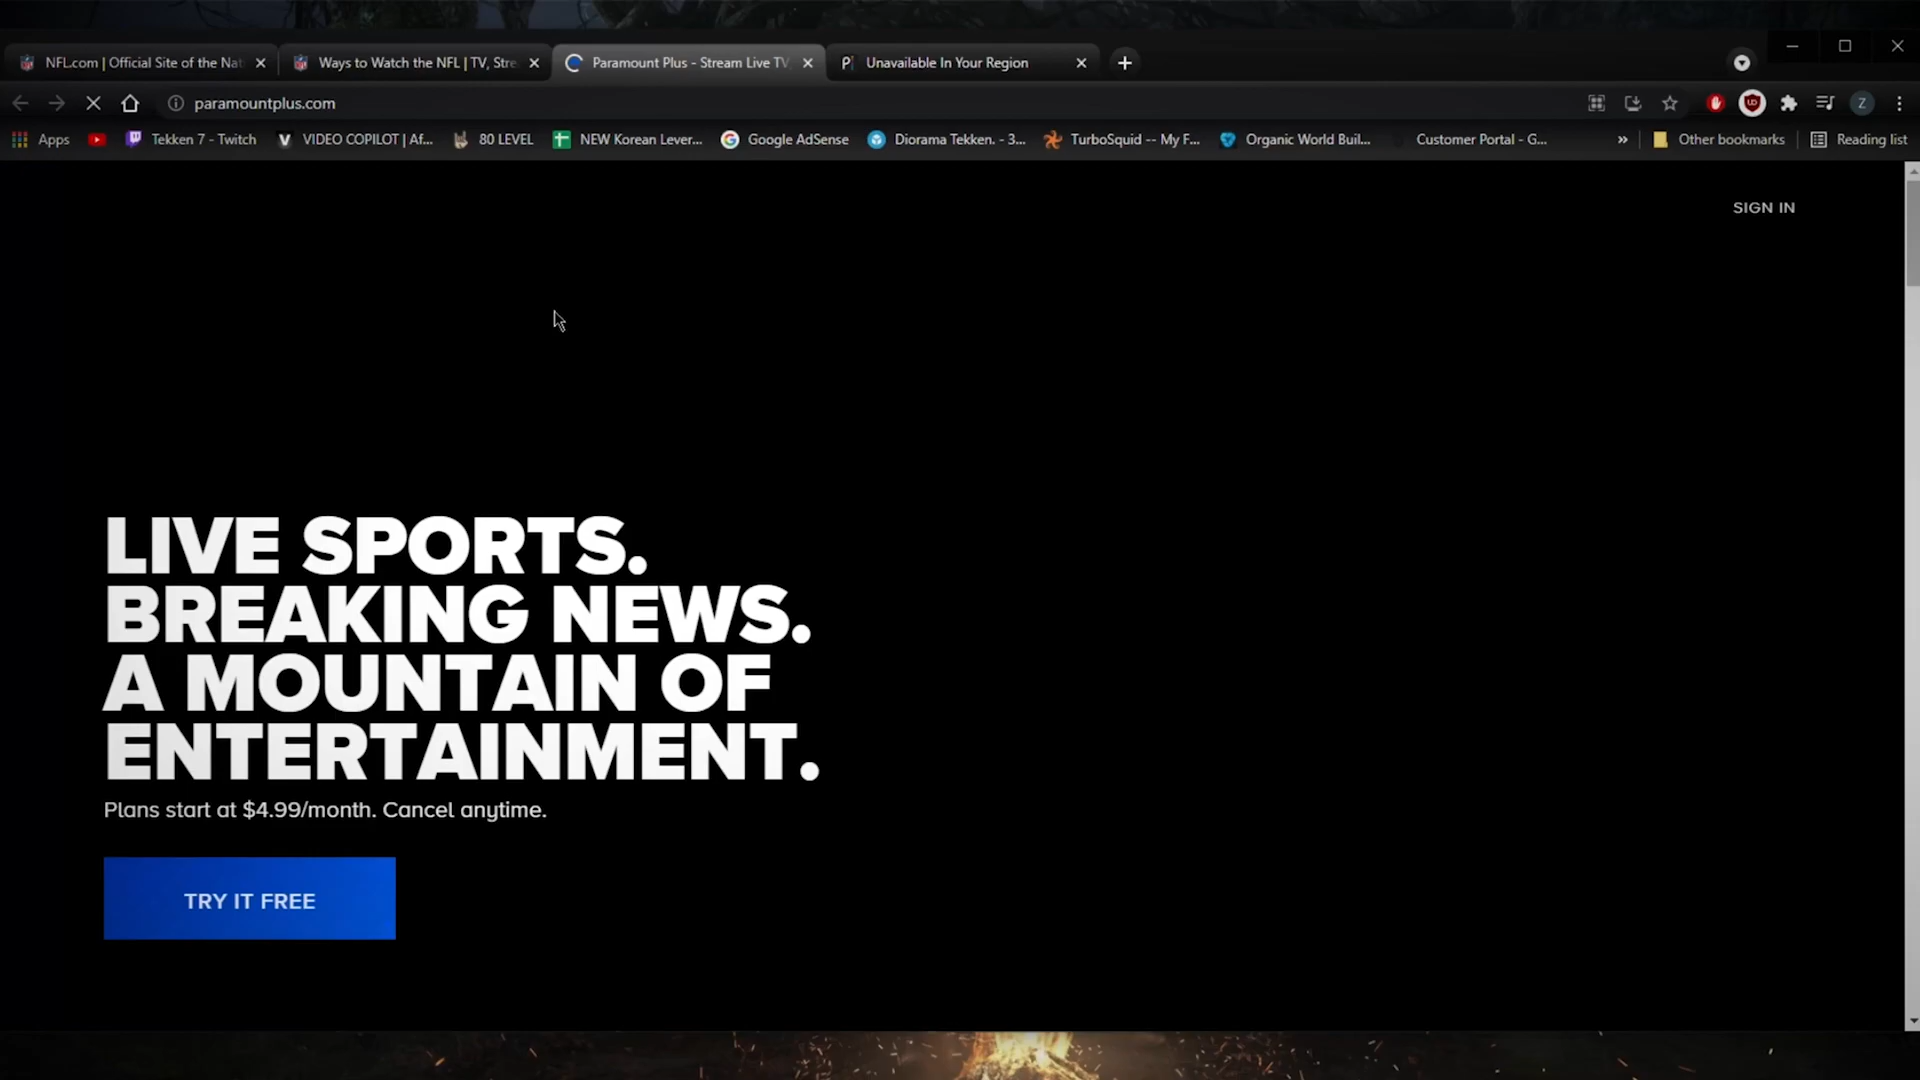 NFL.com | Official Site of the Nat
Ways to Watch the NFL | TV, Stre
Paramount Plus - Stream Live TV,
Unavailable In Your Region
paramountplus.com
Z
Apps
Tekken 7 - Twitch
VIDEO COPILOT | Af...
80 LEVEL
NEW Korean Lever...
Google AdSense
Diorama Tekken. - 3...
TurboSquid -- My F...
Organic World Buil...
Customer Portal - G...
»
Other bookmarks
Reading list
SIGN IN
LIVE SPORTS.
BREAKING NEWS.
A MOUNTAIN OF
ENTERTAINMENT.
Plans start at $4.99/month. Cancel anytime.
TRY IT FREE